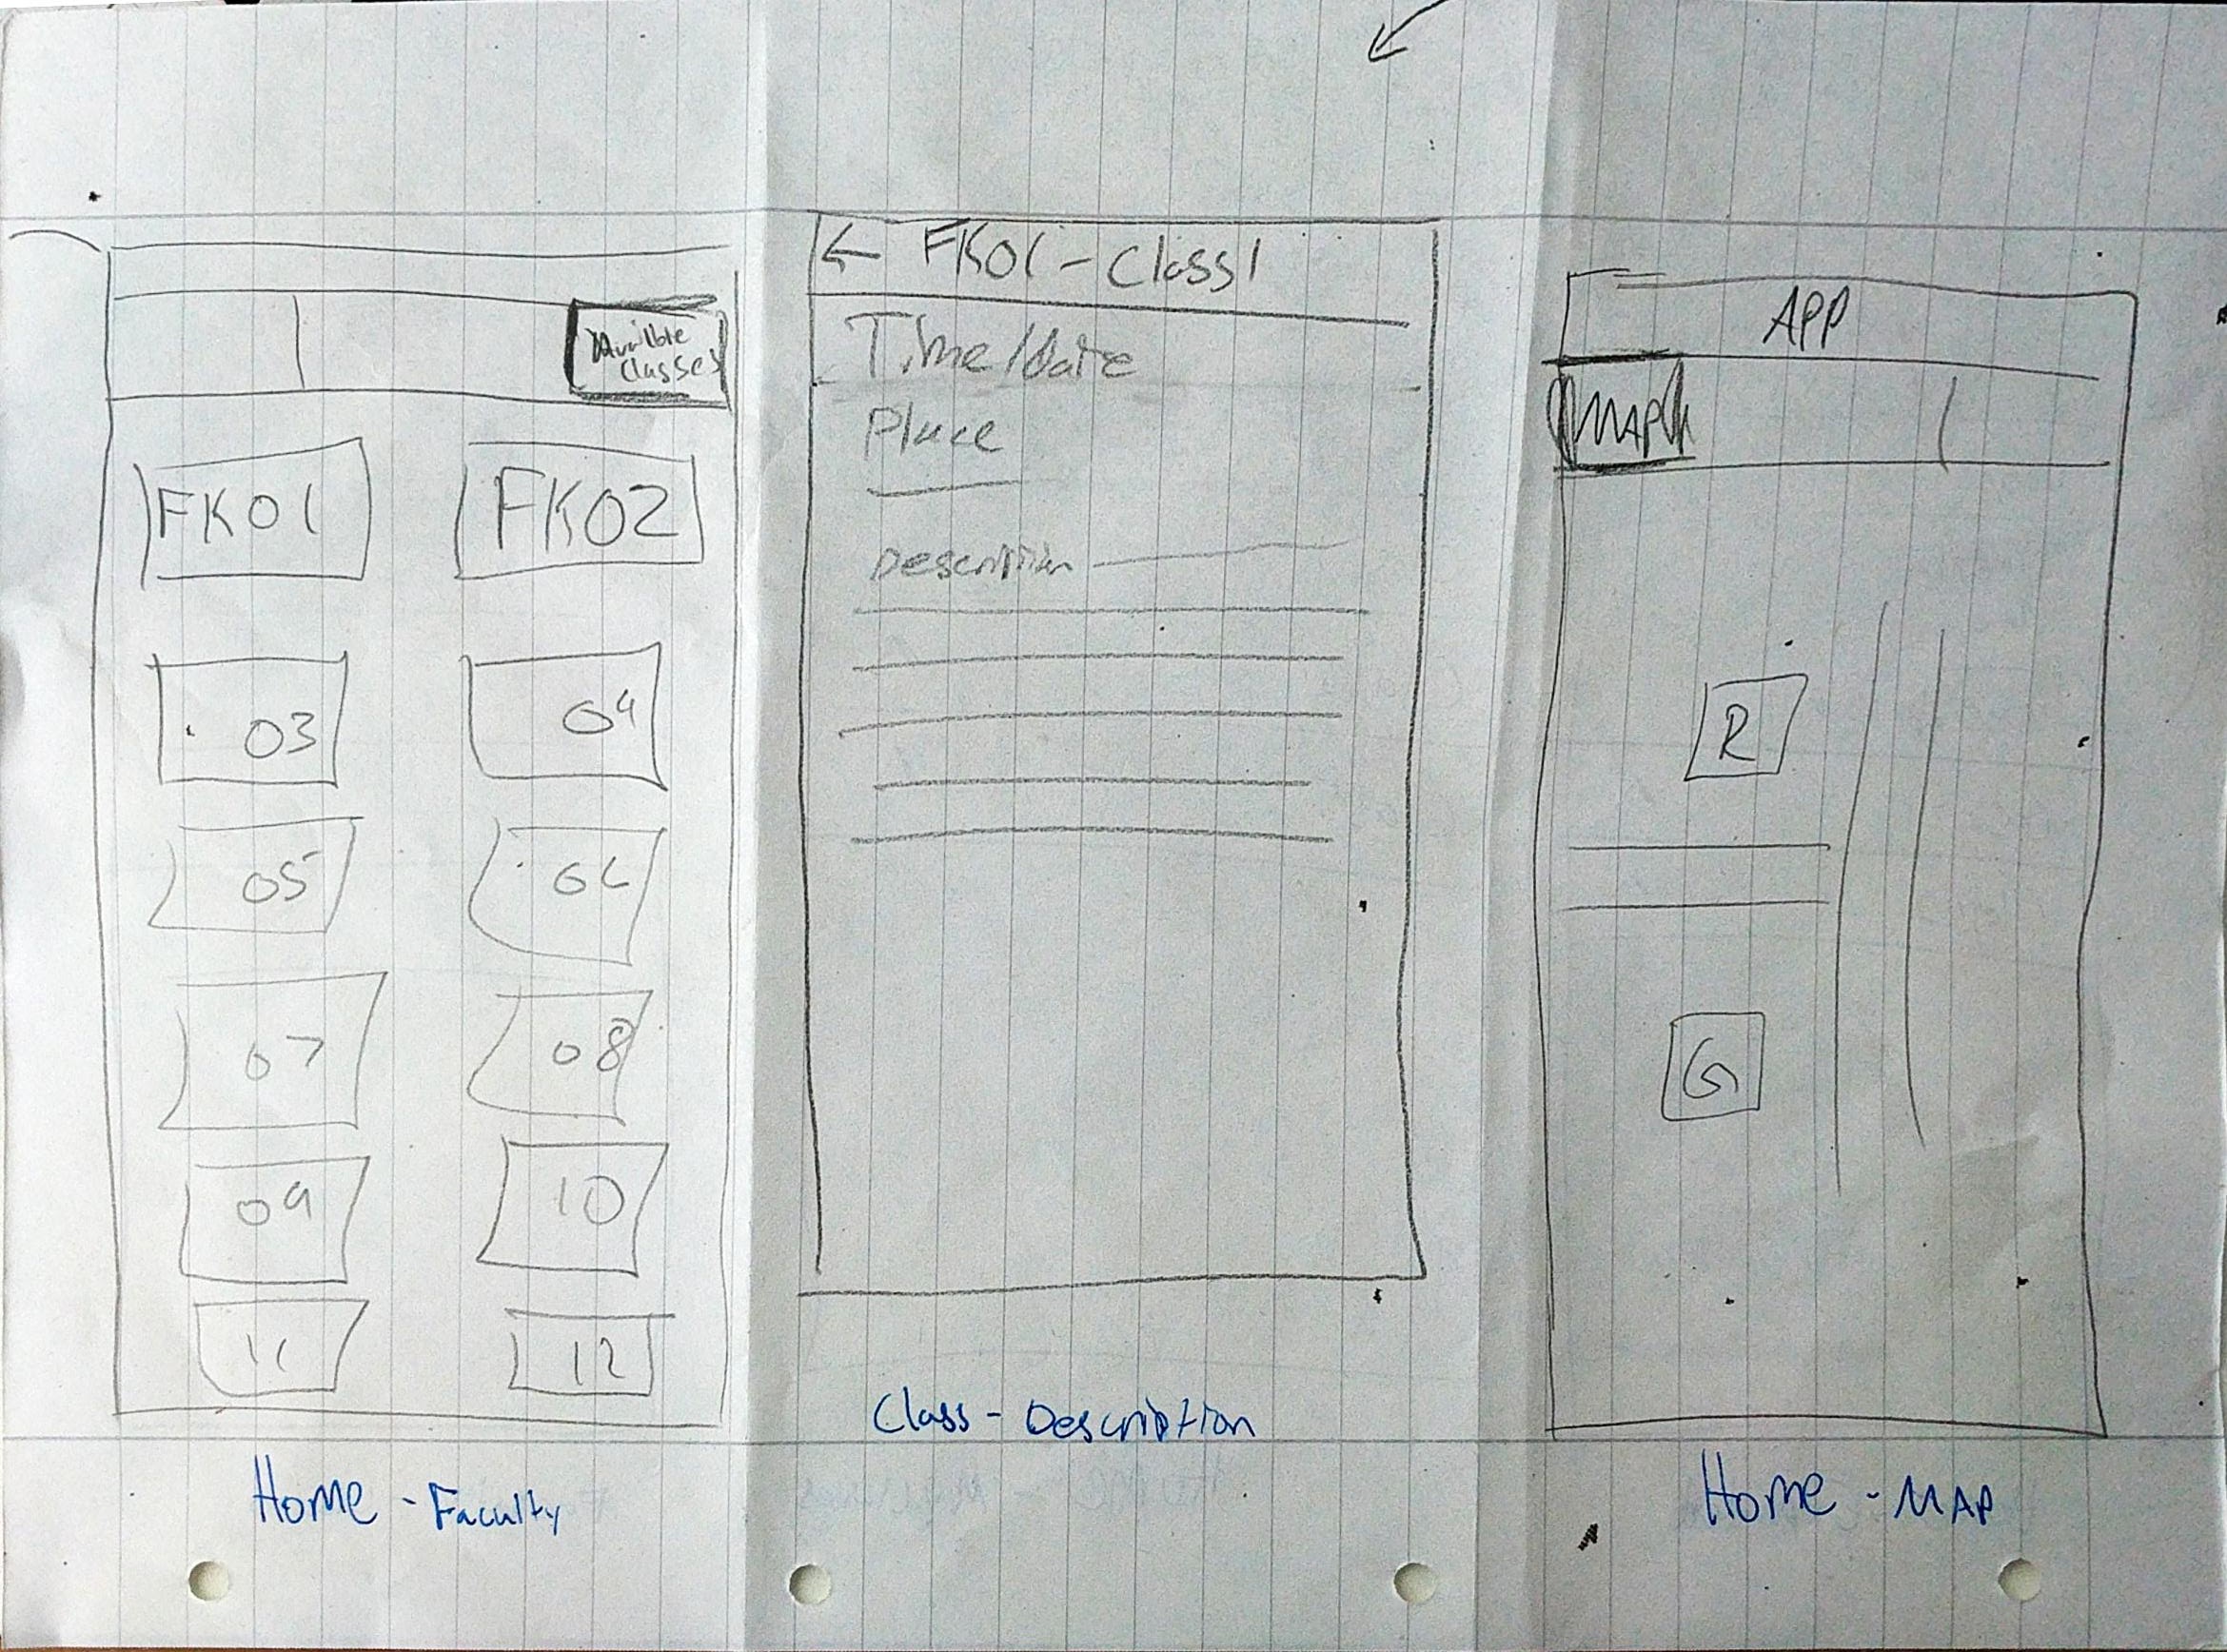 Availble
Classes
FK01
FK02
03
04
05
06
07
08
09
10
11
12
Home - Faculty
← FK01 - Class1
Time/Date
Place
Description
Class - Description
APP
MAP
R
G
Home - MAP